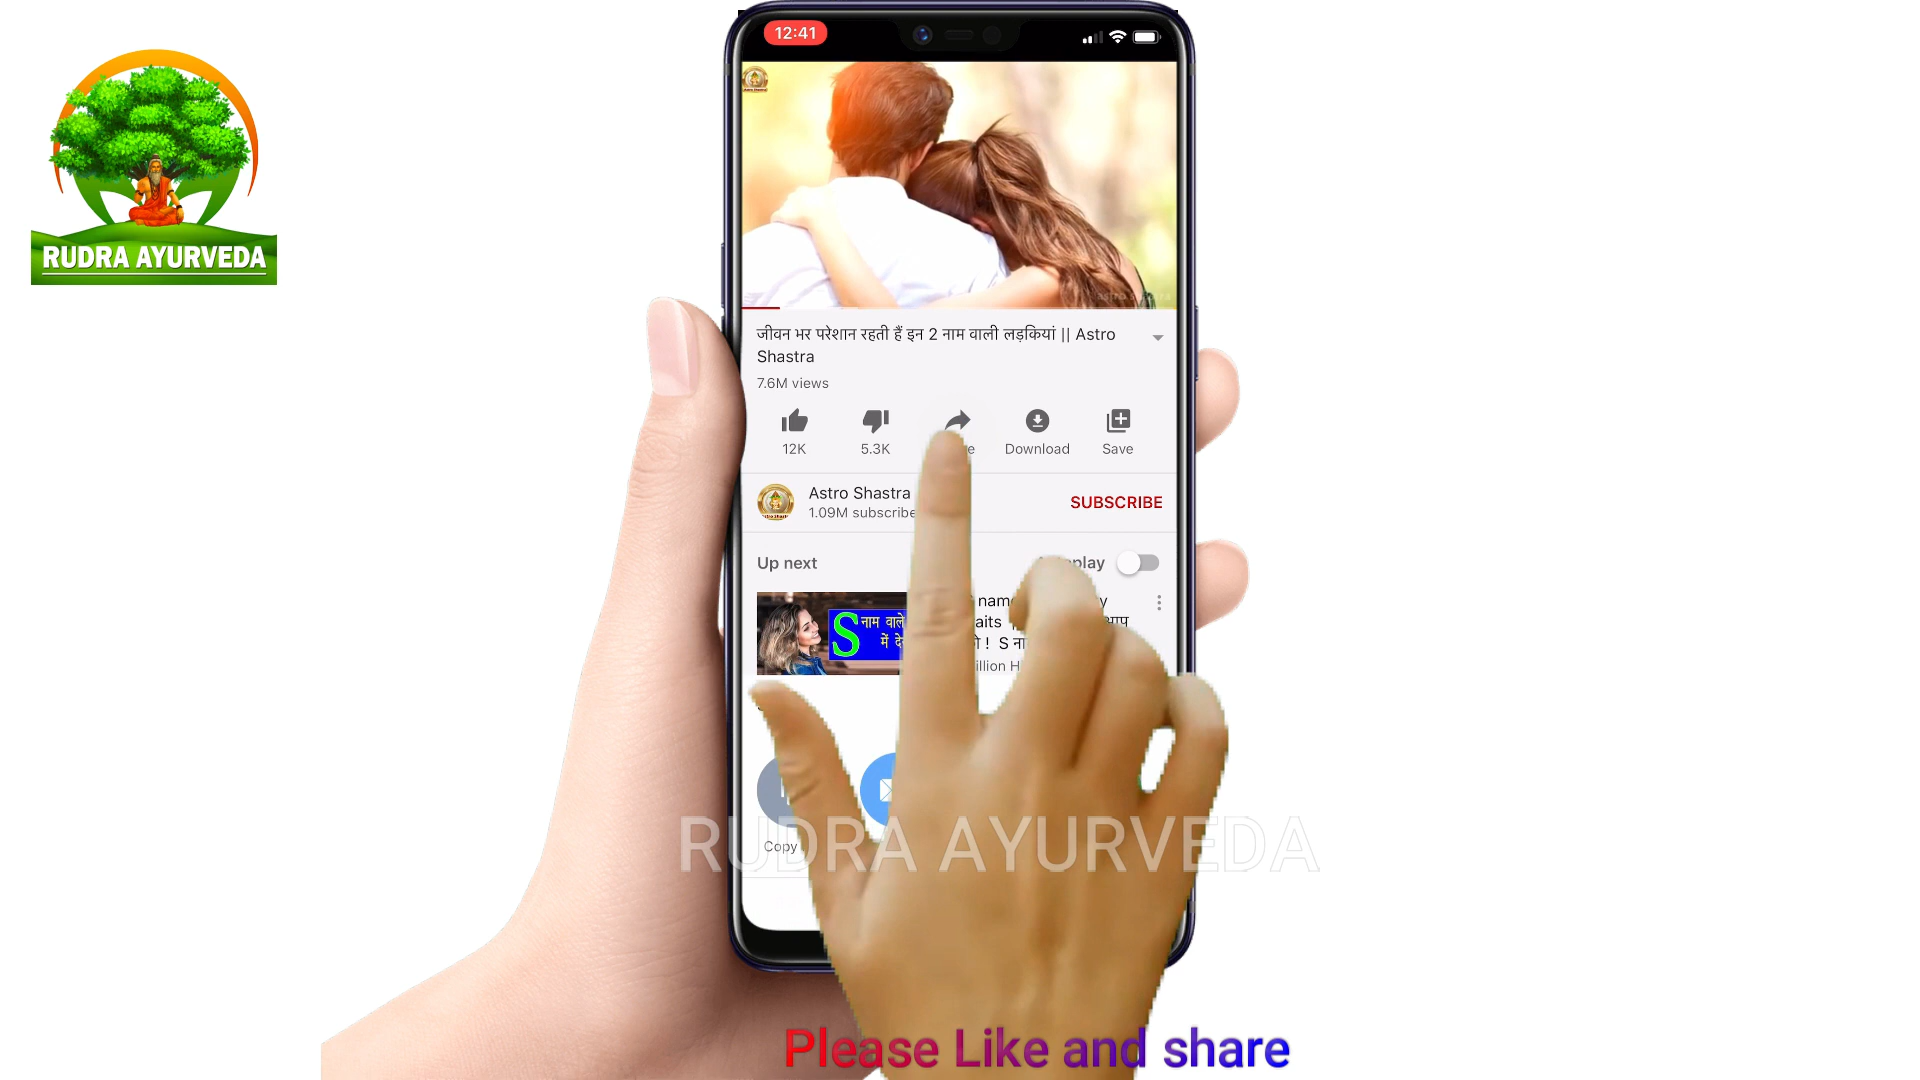 RUDRA AYURVEDA
12:41
जीवन भर परेशान रहती हैं इन 2 नाम वाली लड़कियां || Astro
Shastra
7.6M views
12K
5.3K
Download
Save
Astro Shastra
1.09M
SUBSCRIBE
Up next
S नाम वाले
में
S
Copy
RUDRA AYURVEDA
Please Like and share